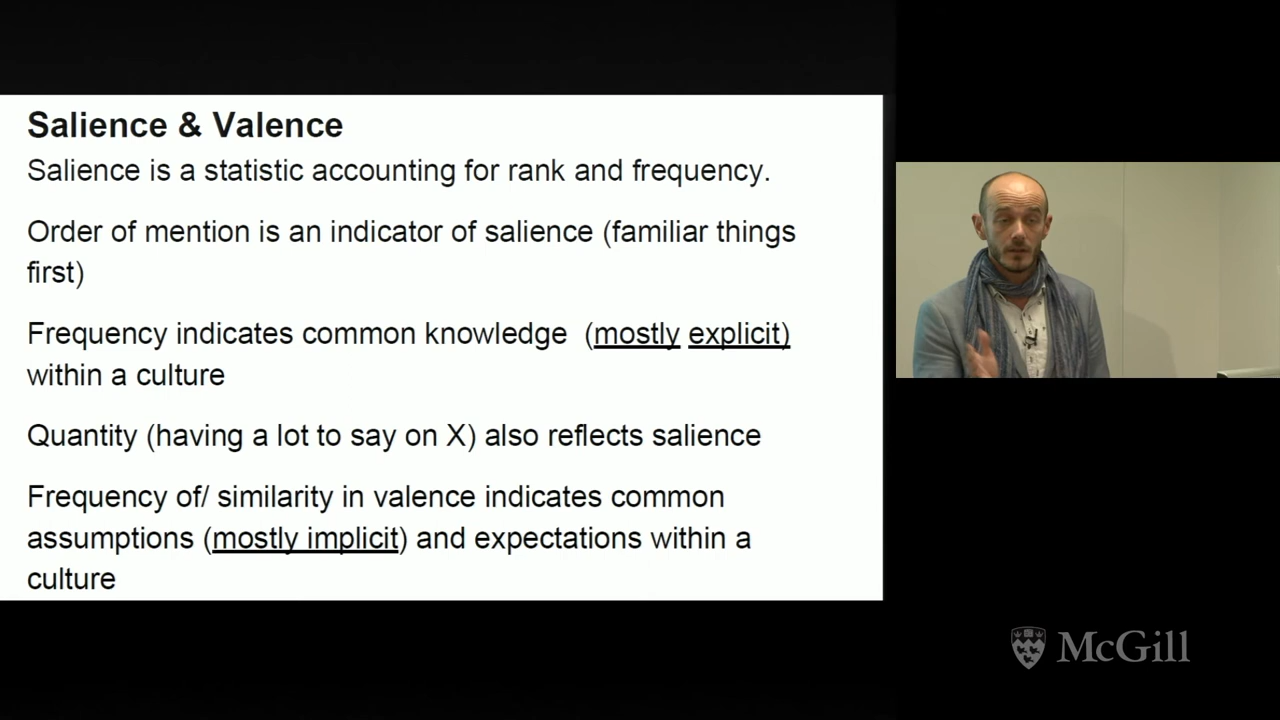 Salience & Valence
Salience is a statistic accounting for rank and frequency.
Order of mention is an indicator of salience (familiar things
first)
Frequency indicates common knowledge  (mostly explicit)
within a culture
Quantity (having a lot to say on X) also reflects salience
Frequency of/ similarity in valence indicates common
assumptions (mostly implicit) and expectations within a
culture
McGill